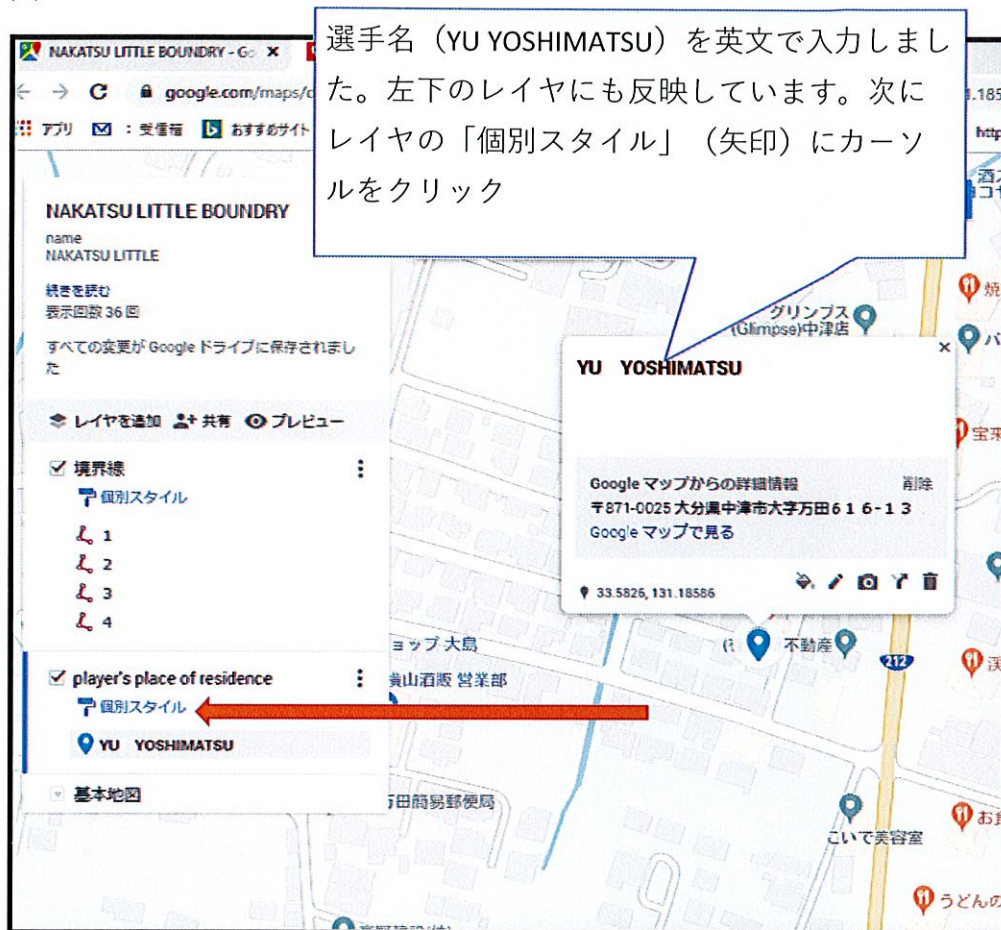 選手名（YU YOSHIMATSU）を英文で入力しまし
た。左下のレイヤにも反映しています。次に
レイヤの「個別スタイル」（矢印）にカーソ
ルをクリック
NAKATSU LITTLE BOUNDRY - Go
google.com/maps/d
アプリ
：受信箱
おすすめサイト
1.185
http
NAKATSU LITTLE BOUNDRY
name
NAKATSU LITTLE
続きを読む
表示回数 36 回
すべての変更が Google ドライブに保存されまし
た
レイヤを追加 共有 プレビュー
境界線
個別スタイル
1
2
3
4
player's place of residence
個別スタイル
YU YOSHIMATSU
基本地図
グリンプス
(Glimpse)中津店
YU YOSHIMATSU
Google マップからの詳細情報 削除
〒871-0025 大分県中津市大字万田６１６-１３
Google マップで見る
33.5826, 131.18586
ョップ 大島
不動産
212
横山酒販 営業部
万田簡易郵便局
こいで美容室
焼
バ
宝来
渓
お食
うどんの